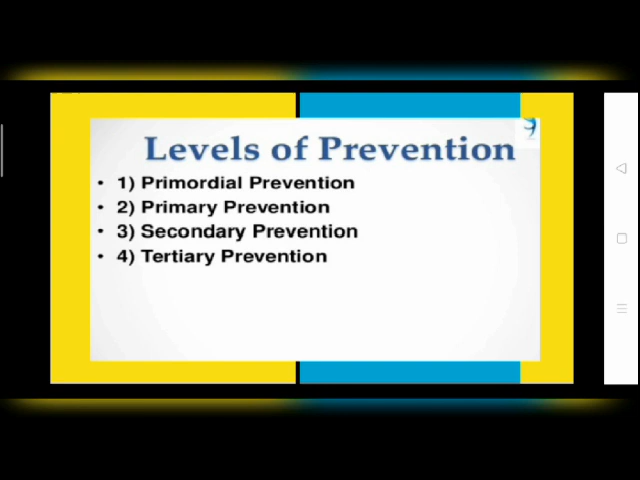 Levels of Prevention
• 1) Primordial Prevention
• 2) Primary Prevention
• 3) Secondary Prevention
• 4) Tertiary Prevention